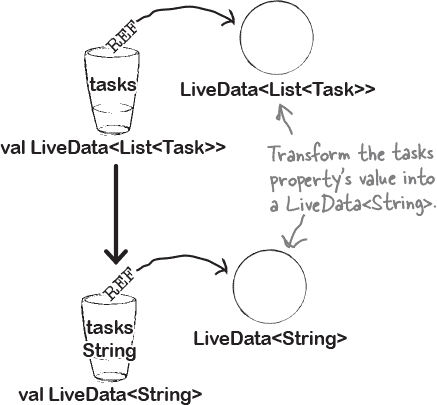 REF
tasks
LiveData<List<Task>>
val LiveData<List<Task>>
Transform the tasks
property's value into
a LiveData<String>.
REF
tasks
String
LiveData<String>
val LiveData<String>